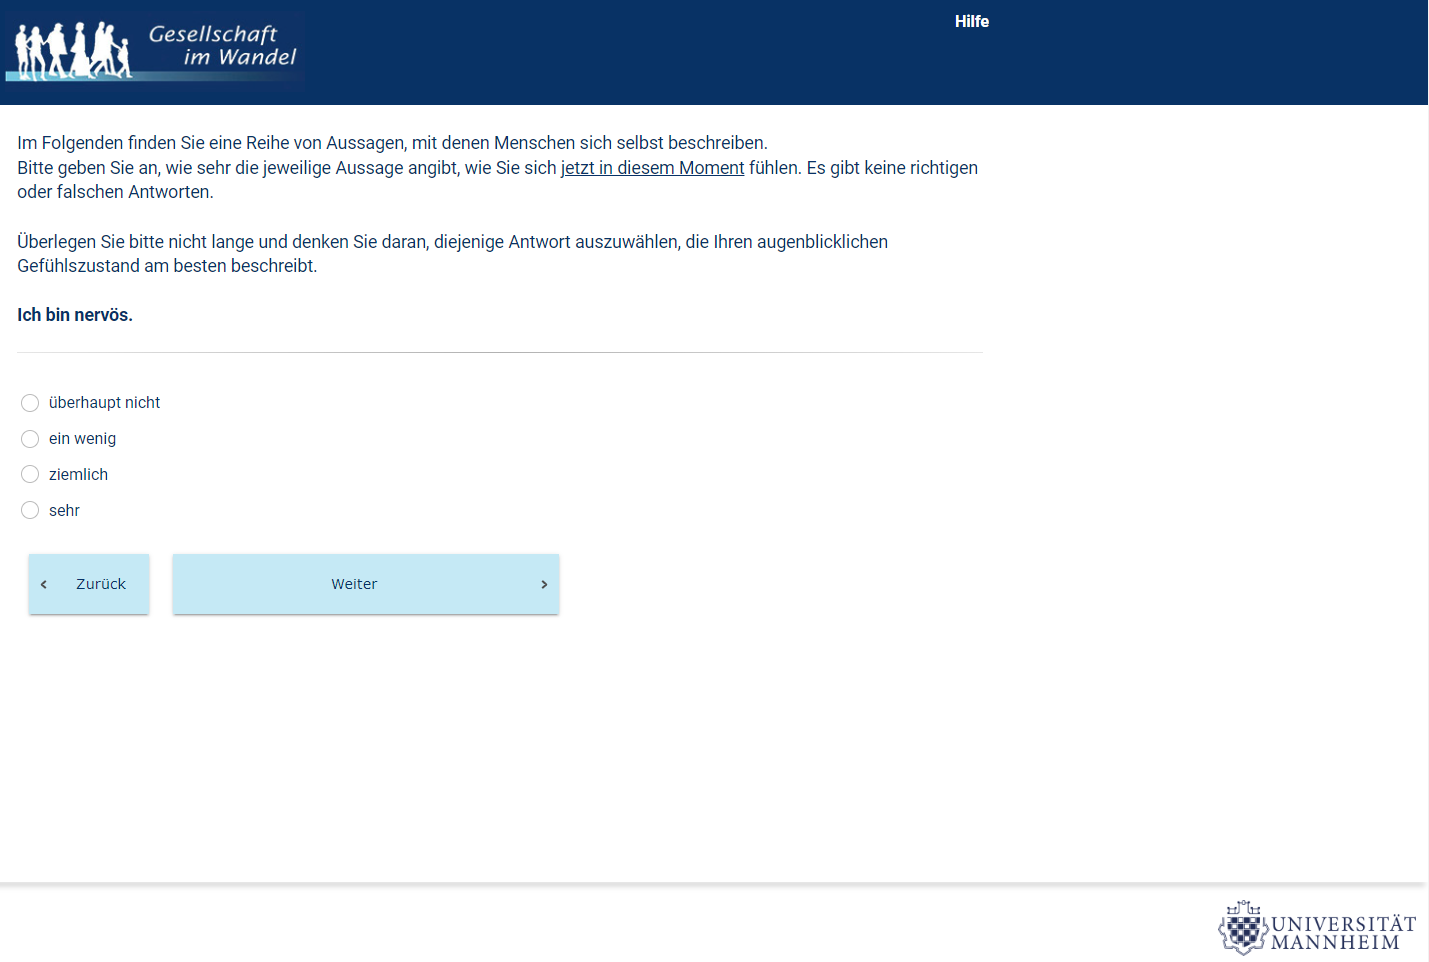 Gesellschaft
im Wandel
Hilfe
Im Folgenden finden Sie eine Reihe von Aussagen, mit denen Menschen sich selbst beschreiben.
Bitte geben Sie an, wie sehr die jeweilige Aussage angibt, wie Sie sich jetzt in diesem Moment fühlen. Es gibt keine richtigen
oder falschen Antworten.
Überlegen Sie bitte nicht lange und denken Sie daran, diejenige Antwort auszuwählen, die Ihren augenblicklichen
Gefühlszustand am besten beschreibt.
Ich bin nervös.
überhaupt nicht
ein wenig
ziemlich
sehr
Zurück
Weiter
UNIVERSITÄT
MANNHEIM